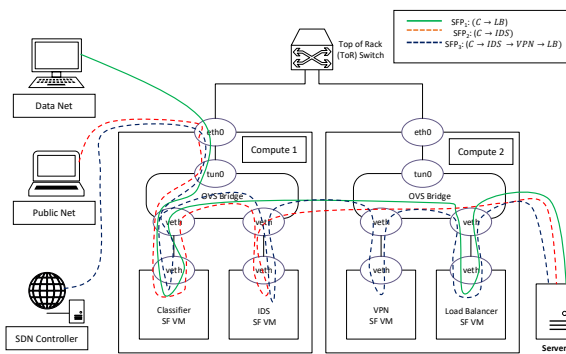 SFP₁: (C → LB)
SFP₂: (C → IDS)
SFP₃: (C → IDS → VPN → LB)
Top of Rack
(ToR) Switch
Data Net
eth0
Compute 1
eth0
Compute 2
tun0
tun0
Public Net
OVS Bridge
OVS Bridge
veth
veth
veth
veth
veth
veth
veth
veth
SDN Controller
Classifier
SF VM
IDS
SF VM
VPN
SF VM
Load Balancer
SF VM
Server